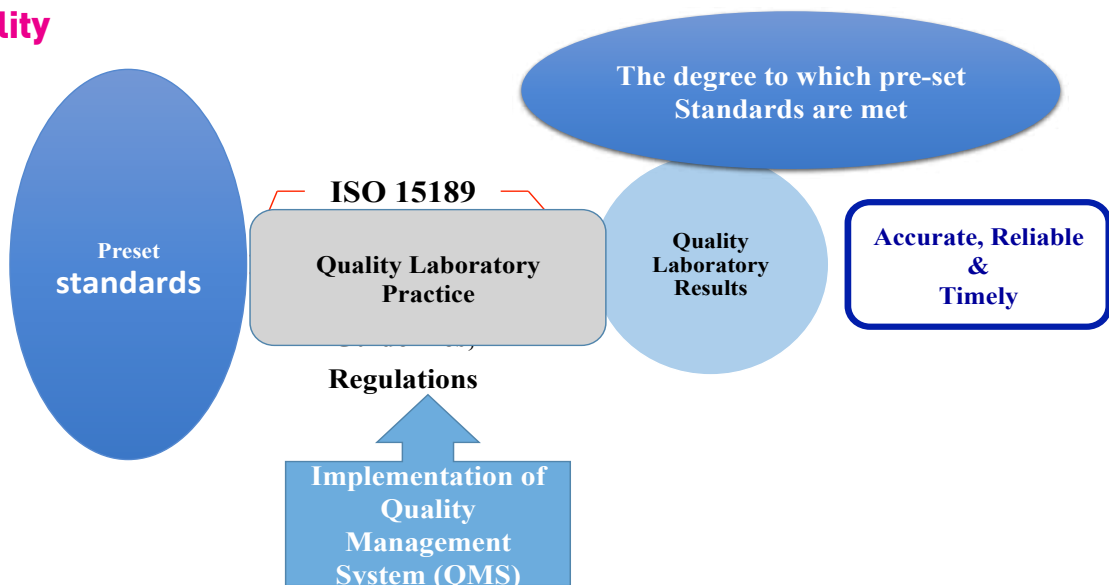 lity
The degree to which pre-set
Standards are met
ISO 15189
Preset
standards
Quality Laboratory
Practice
Quality
Laboratory
Results
Accurate, Reliable
&
Timely
Regulations
Implementation of
Quality
Management
System (QMS)